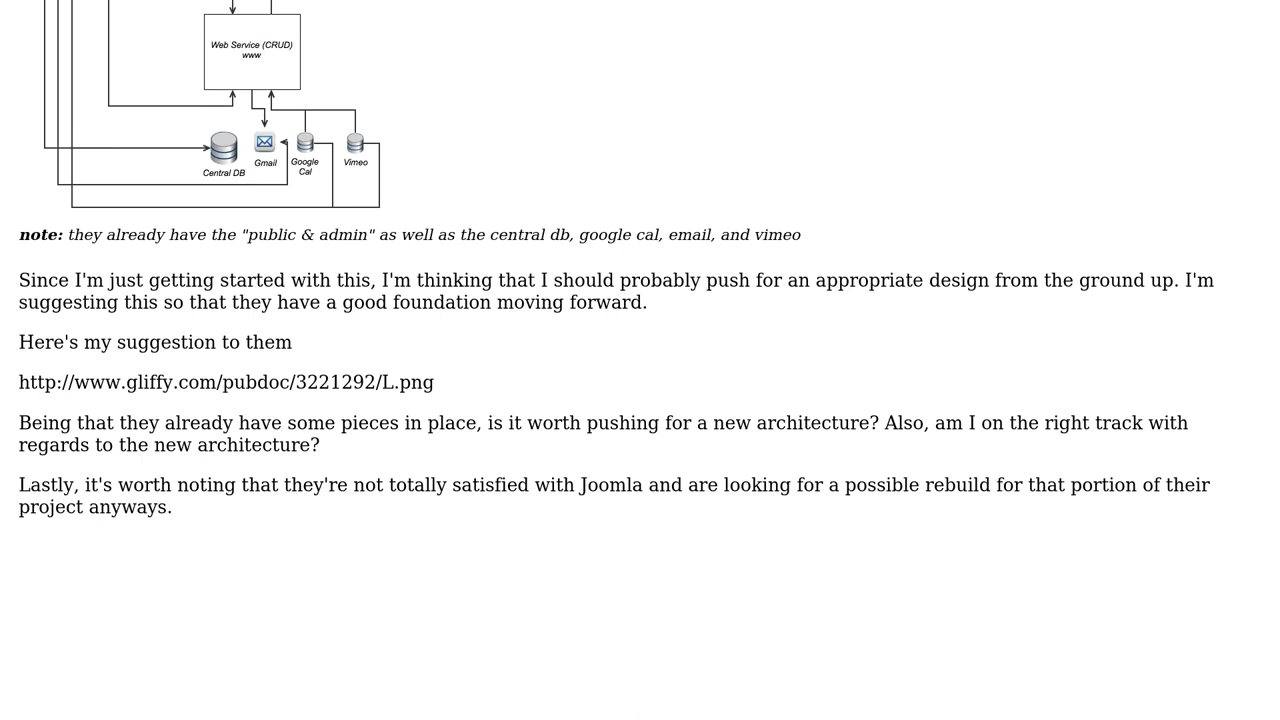 Web Service (CRUD)
www
Central DB
Gmail
Google
Cal
Vimeo
note: they already have the "public & admin" as well as the central db, google cal, email, and vimeo
Since I'm just getting started with this, I'm thinking that I should probably push for an appropriate design from the ground up. I'm
suggesting this so that they have a good foundation moving forward.
Here's my suggestion to them
http://www.gliffy.com/pubdoc/3221292/L.png
Being that they already have some pieces in place, is it worth pushing for a new architecture? Also, am I on the right track with
regards to the new architecture?
Lastly, it's worth noting that they're not totally satisfied with Joomla and are looking for a possible rebuild for that portion of their
project anyways.